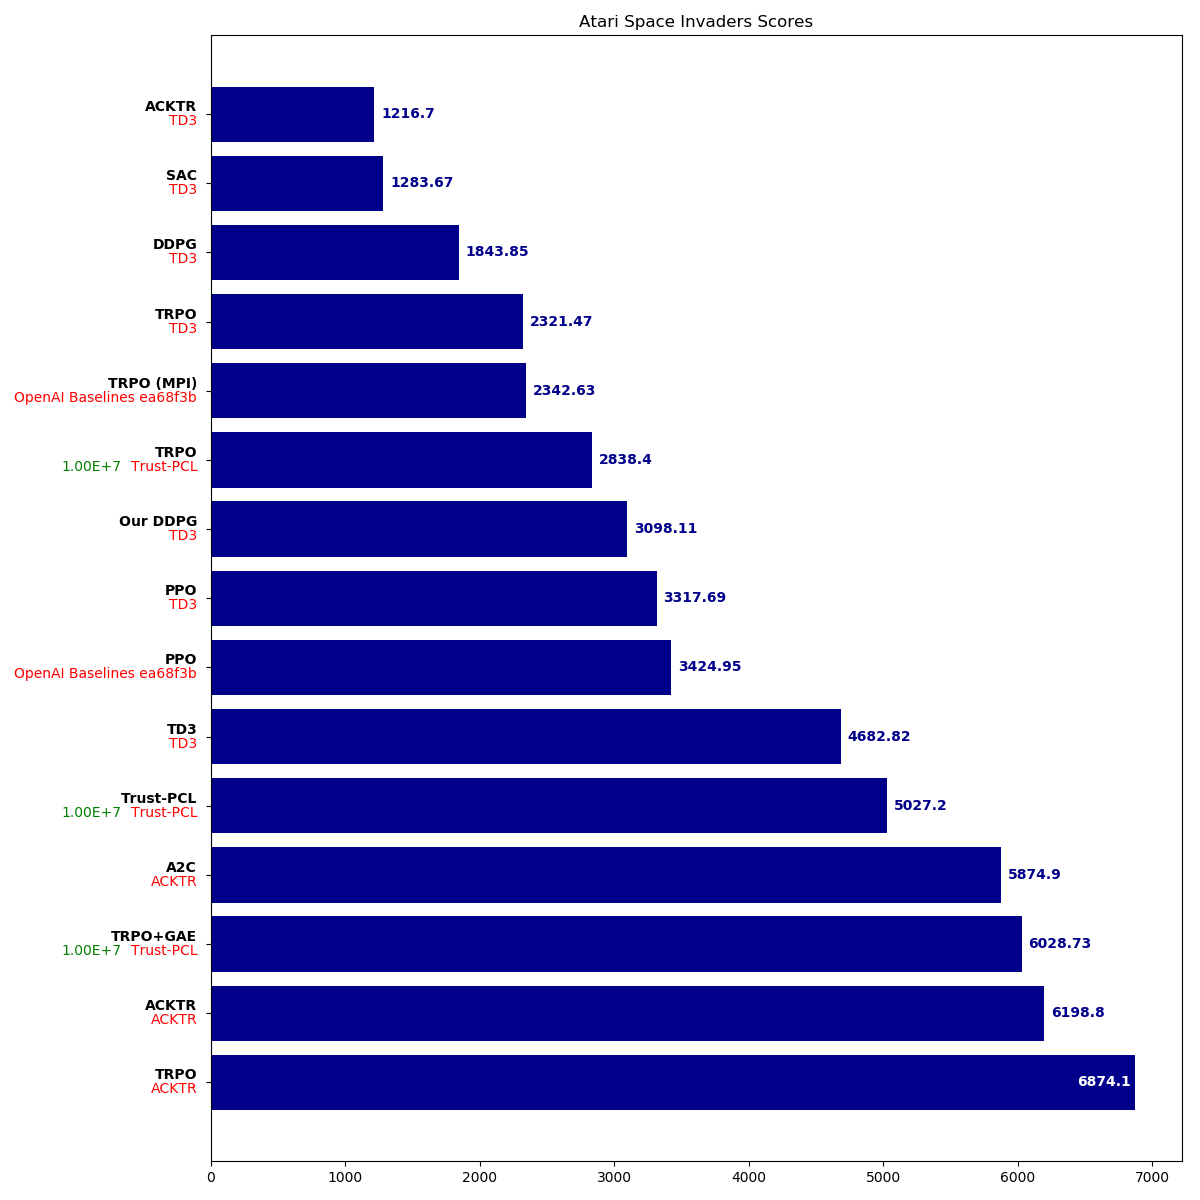 Atari Space Invaders Scores
ACKTR
TD3
1216.7
SAC
TD3
1283.67
DDPG
TD3
1843.85
TRPO
TD3
2321.47
TRPO (MPI)
OpenAI Baselines ea68f3b
2342.63
TRPO
1.00E+7 Trust-PCL
2838.4
Our DDPG
TD3
3098.11
PPO
TD3
3317.69
PPO
OpenAI Baselines ea68f3b
3424.95
TD3
TD3
4682.82
Trust-PCL
1.00E+7 Trust-PCL
5027.2
A2C
ACKTR
5874.9
TRPO+GAE
1.00E+7 Trust-PCL
6028.73
ACKTR
ACKTR
6198.8
TRPO
ACKTR
6874.1
0 1000 2000 3000 4000 5000 6000 7000